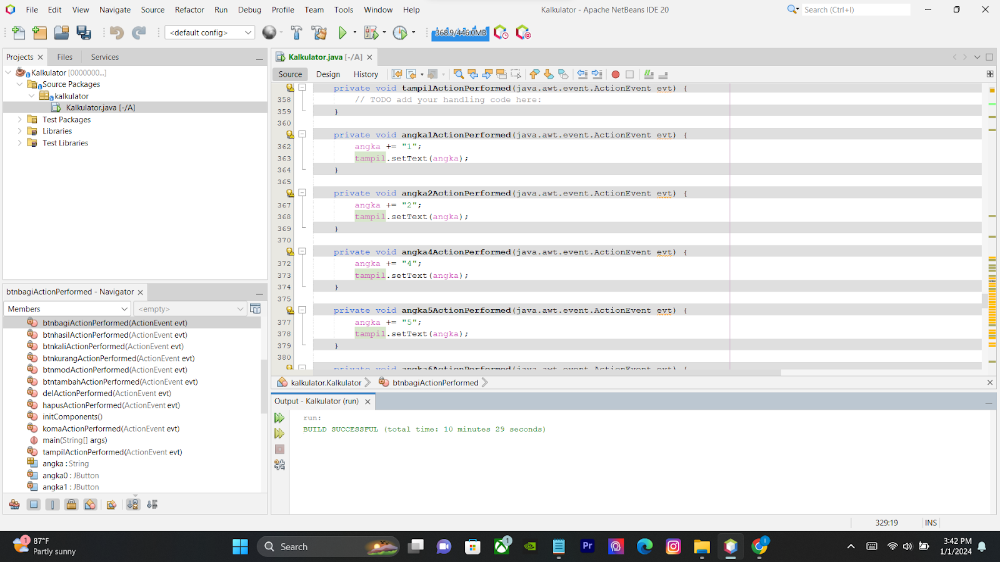 File Edit View Navigate Source Refactor Run Debug Profile Team Tools Window Help
Kalkulator - Apache NetBeans IDE 20
Search (Ctrl+I)
<default config>
368.9/446.0MB
Projects Files Services
Kalkulator [0000000...]
Source Packages
kalkulator
Kalkulator.java [-/A]
Test Packages
Libraries
Test Libraries
btnbagiActionPerformed - Navigator
Members
<empty>
btnbagiActionPerformed(ActionEvent evt)
btnhasilActionPerformed(ActionEvent evt)
btnkaliActionPerformed(ActionEvent evt)
btnkurangActionPerformed(ActionEvent evt)
btnmodActionPerformed(ActionEvent evt)
btntambahActionPerformed(ActionEvent evt)
delActionPerformed(ActionEvent evt)
hapusActionPerformed(ActionEvent evt)
initComponents()
komaActionPerformed(ActionEvent evt)
main(String[] args)
tampilActionPerformed(ActionEvent evt)
angka : String
angka0 : JButton
angka1 : JButton
Kalkulator.java [-/A]
Source Design History
private void tampilActionPerformed(java.awt.event.ActionEvent evt) {
358 // TODO add your handling code here:
359 }
360
private void angka1ActionPerformed(java.awt.event.ActionEvent evt) {
362 angka += "1";
363 tampil.setText(angka);
364 }
365
private void angka2ActionPerformed(java.awt.event.ActionEvent evt) {
367 angka += "2";
368 tampil.setText(angka);
369 }
370
private void angka4ActionPerformed(java.awt.event.ActionEvent evt) {
372 angka += "4";
373 tampil.setText(angka);
374 }
375
private void angka5ActionPerformed(java.awt.event.ActionEvent evt) {
377 angka += "5";
378 tampil.setText(angka);
379 }
380
private void angka6ActionPerformed(java.awt.event.ActionEvent evt) {
kalkulator.Kalkulator btnbagiActionPerformed
Output - Kalkulator (run)
run:
BUILD SUCCESSFUL (total time: 10 minutes 29 seconds)
329:19 INS
1
87°F
Partly sunny
Search
1
Pr
3:42 PM
1/1/2024